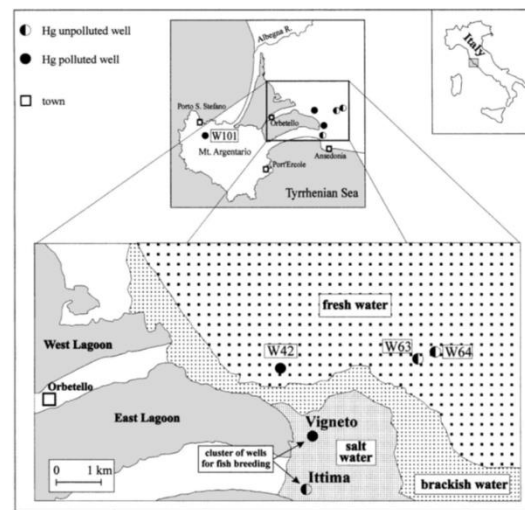 Hg unpolluted well
Hg polluted well
town
Albegna R.
Italy
Porto S. Stefano
Orbetello
W101
Mt. Argentario
Ansedonia
Port'Ercole
Tyrrhenian Sea
fresh water
West Lagoon
W42
W63
W64
Orbetello
East Lagoon
Vigneto
cluster of wells
for fish breeding
salt
water
Ittima
0 1 km
brackish water